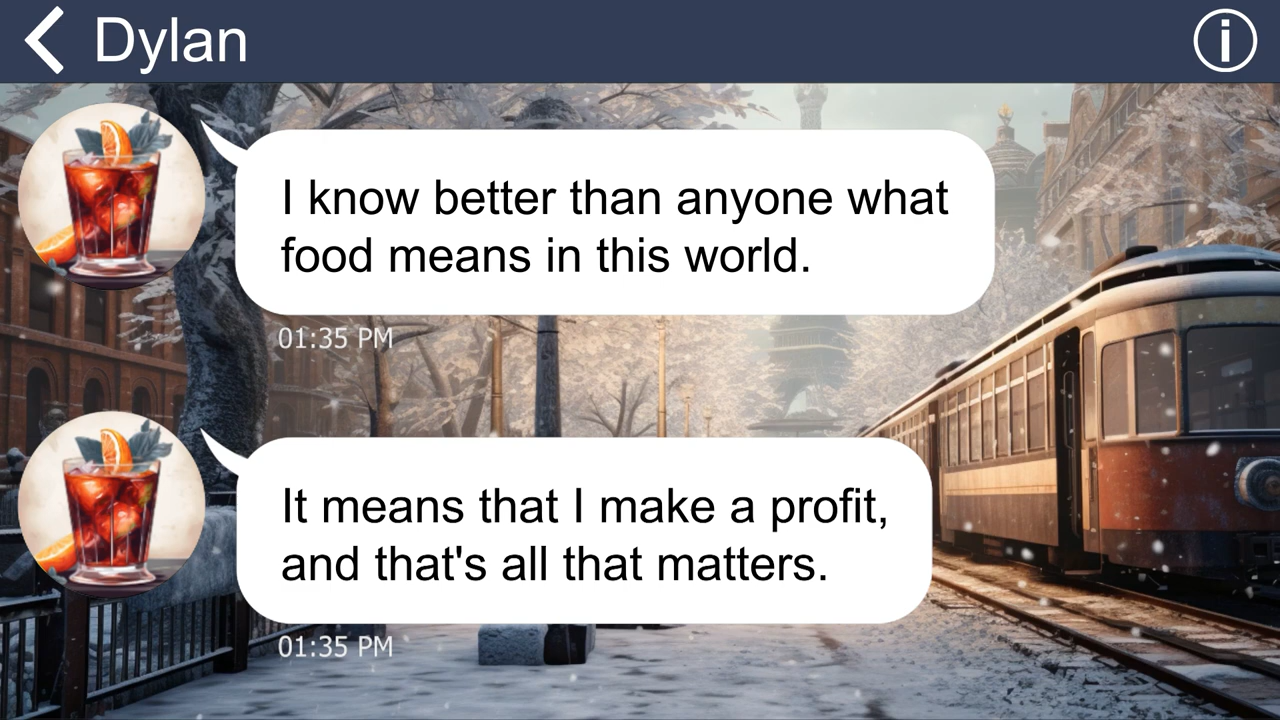 Dylan
I know better than anyone what
food means in this world.
01:35 PM
It means that I make a profit,
and that's all that matters.
01:35 PM